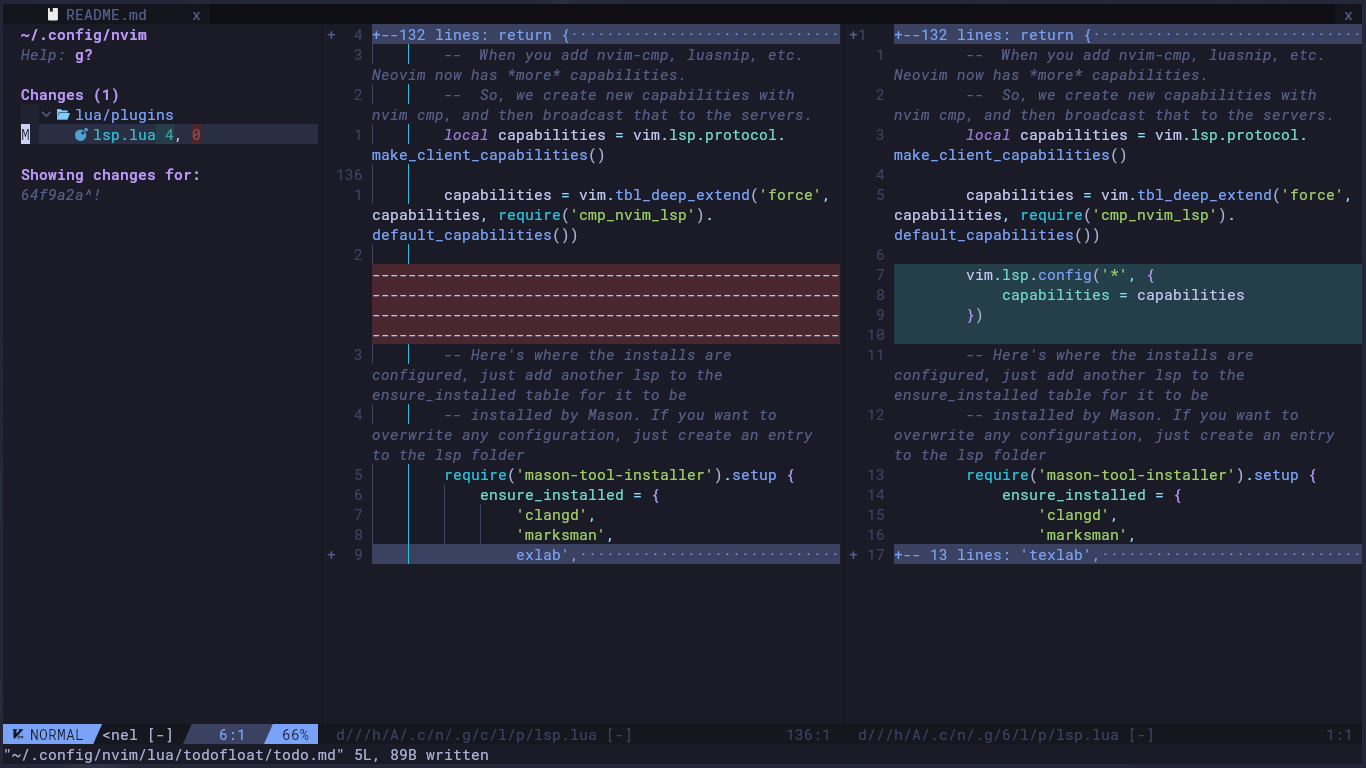 README.md x x
~/.config/nvim
Help: g?
Changes (1)
lua/plugins
M lsp.lua 4, 0
Showing changes for:
64f9a2a^!
+ 4 +--132 lines: return {····························
3 -- When you add nvim-cmp, luasnip, etc.
Neovim now has *more* capabilities.
2 -- So, we create new capabilities with
nvim cmp, and then broadcast that to the servers.
1 local capabilities = vim.lsp.protocol.
make_client_capabilities()
136
1 capabilities = vim.tbl_deep_extend('force',
capabilities, require('cmp_nvim_lsp').
default_capabilities())
2
----------------------------------------------------
----------------------------------------------------
----------------------------------------------------
----------------------------------------------------
3 -- Here's where the installs are
configured, just add another lsp to the
ensure_installed table for it to be
4 -- installed by Mason. If you want to
overwrite any configuration, just create an entry
to the lsp folder
5 require('mason-tool-installer').setup {
6 ensure_installed = {
7 'clangd',
8 'marksman',
+ 9 exlab',·····························
+1 +--132 lines: return {······························
1 -- When you add nvim-cmp, luasnip, etc.
Neovim now has *more* capabilities.
2 -- So, we create new capabilities with
nvim cmp, and then broadcast that to the servers.
3 local capabilities = vim.lsp.protocol.
make_client_capabilities()
4
5 capabilities = vim.tbl_deep_extend('force',
capabilities, require('cmp_nvim_lsp').
default_capabilities())
6
7 vim.lsp.config('*', {
8 capabilities = capabilities
9 })
10
11 -- Here's where the installs are
configured, just add another lsp to the
ensure_installed table for it to be
12 -- installed by Mason. If you want to
overwrite any configuration, just create an entry
to the lsp folder
13 require('mason-tool-installer').setup {
14 ensure_installed = {
15 'clangd',
16 'marksman',
+ 17 +-- 13 lines: 'texlab',·····························
NORMAL <nel [-] 6:1 66% d///h/A/.c/n/.g/c/l/p/lsp.lua [-] 136:1 d///h/A/.c/n/.g/6/l/p/lsp.lua [-] 1:1
"~/.config/nvim/lua/todofloat/todo.md" 5L, 89B written